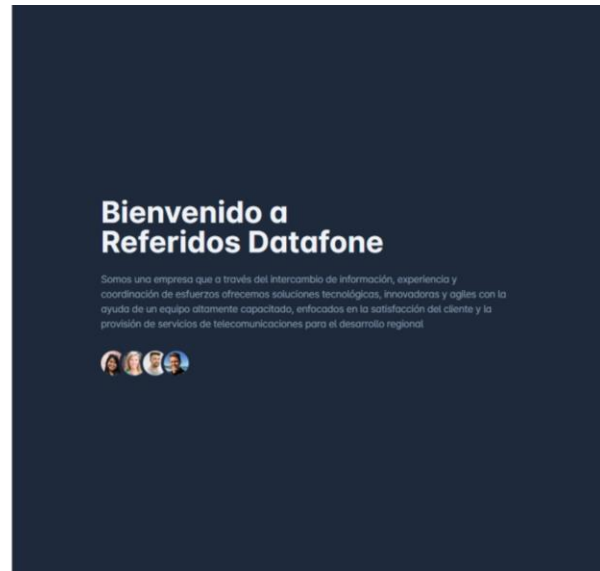 Bienvenido a
Referidos Datafone
Somos una empresa que a través del intercambio de información, experiencia y
coordinación de esfuerzos ofrecemos soluciones tecnológicas, innovadoras y agiles con la
ayuda de un equipo altamente capacitado, enfocados en la satisfacción del cliente y la
provisión de servicios de telecomunicaciones para el desarrollo regional